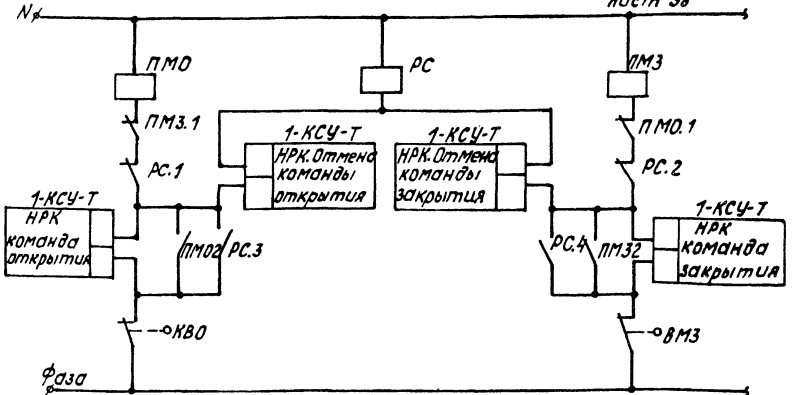 N
ПМО
РС
ПМЗ
ПМЗ.1
ПМО.1
РС.1
РС.2
1-КСУ-Т
НРК. Отмена
команды
открытия
1-КСУ-Т
НРК. Отмена
команды
закрытия
1-КСУ-Т
НРК
команда
открытия
ПМО2
РС.3
РС.4
ПМЗ2
1-КСУ-Т
НРК
команда
закрытия
КВО
ВМЗ
Фаза